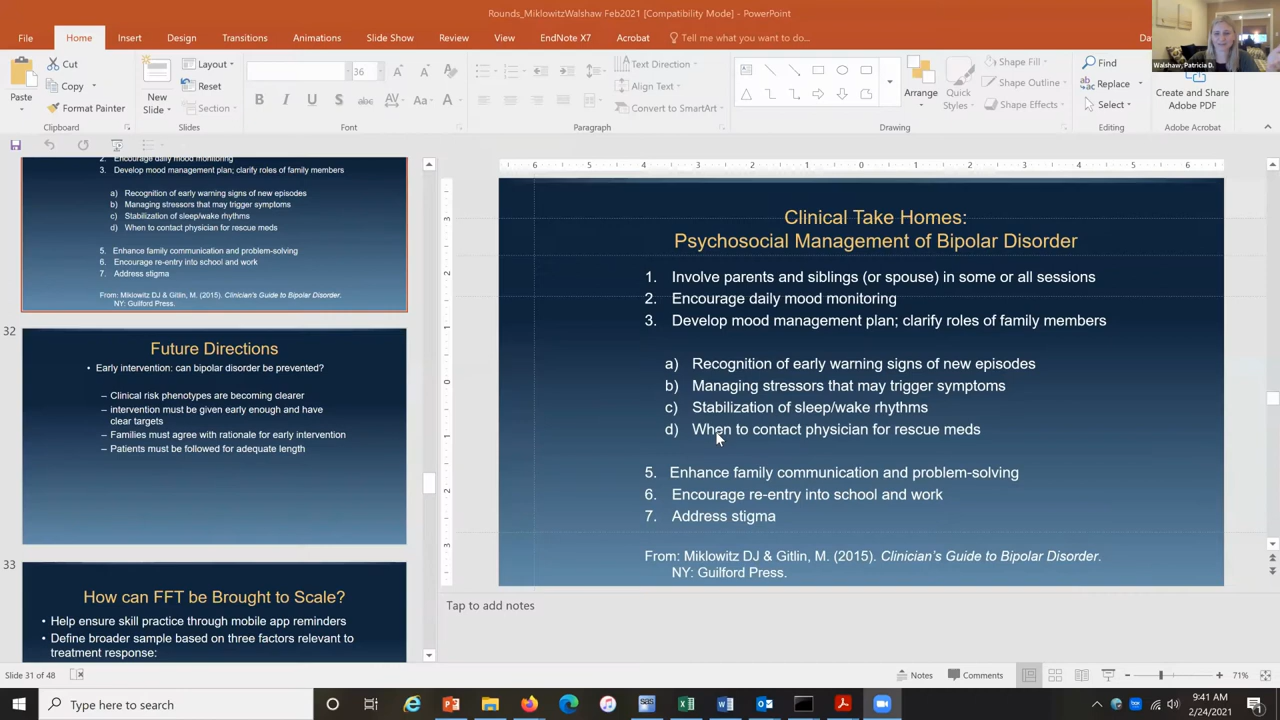 Rounds_MiklowitzWalshaw Feb2021 [Compatibility Mode] - PowerPoint
File Home Insert Design Transitions Animations Slide Show Review View EndNote X7 Acrobat Tell me what you want to do...
Walshaw, Patricia D.
Cut
Copy
Format Painter
Paste
Clipboard
New Slide
Layout
Reset
Section
Slides
36
Font
Text Direction
Align Text
Convert to SmartArt
Paragraph
Arrange
Quick Styles
Shape Fill
Shape Outline
Shape Effects
Drawing
Find
Replace
Select
Editing
Create and Share
Adobe PDF
Adobe Acrobat
2. Encourage daily mood monitoring
3. Develop mood management plan; clarify roles of family members
a) Recognition of early warning signs of new episodes
b) Managing stressors that may trigger symptoms
c) Stabilization of sleep/wake rhythms
d) When to contact physician for rescue meds
5. Enhance family communication and problem-solving
6. Encourage re-entry into school and work
7. Address stigma
From: Miklowitz DJ & Gitlin, M. (2015). Clinician's Guide to Bipolar Disorder.
NY: Guilford Press.
32
Future Directions
• Early intervention: can bipolar disorder be prevented?
– Clinical risk phenotypes are becoming clearer
– intervention must be given early enough and have
clear targets
– Families must agree with rationale for early intervention
– Patients must be followed for adequate length
33
How can FFT be Brought to Scale?
• Help ensure skill practice through mobile app reminders
• Define broader sample based on three factors relevant to
treatment response:
Clinical Take Homes:
Psychosocial Management of Bipolar Disorder
1. Involve parents and siblings (or spouse) in some or all sessions
2. Encourage daily mood monitoring
3. Develop mood management plan; clarify roles of family members
a) Recognition of early warning signs of new episodes
b) Managing stressors that may trigger symptoms
c) Stabilization of sleep/wake rhythms
d) When to contact physician for rescue meds
5. Enhance family communication and problem-solving
6. Encourage re-entry into school and work
7. Address stigma
From: Miklowitz DJ & Gitlin, M. (2015). Clinician's Guide to Bipolar Disorder.
NY: Guilford Press.
Tap to add notes
Slide 31 of 48
Notes Comments 71%
Type here to search
9:41 AM
2/24/2021